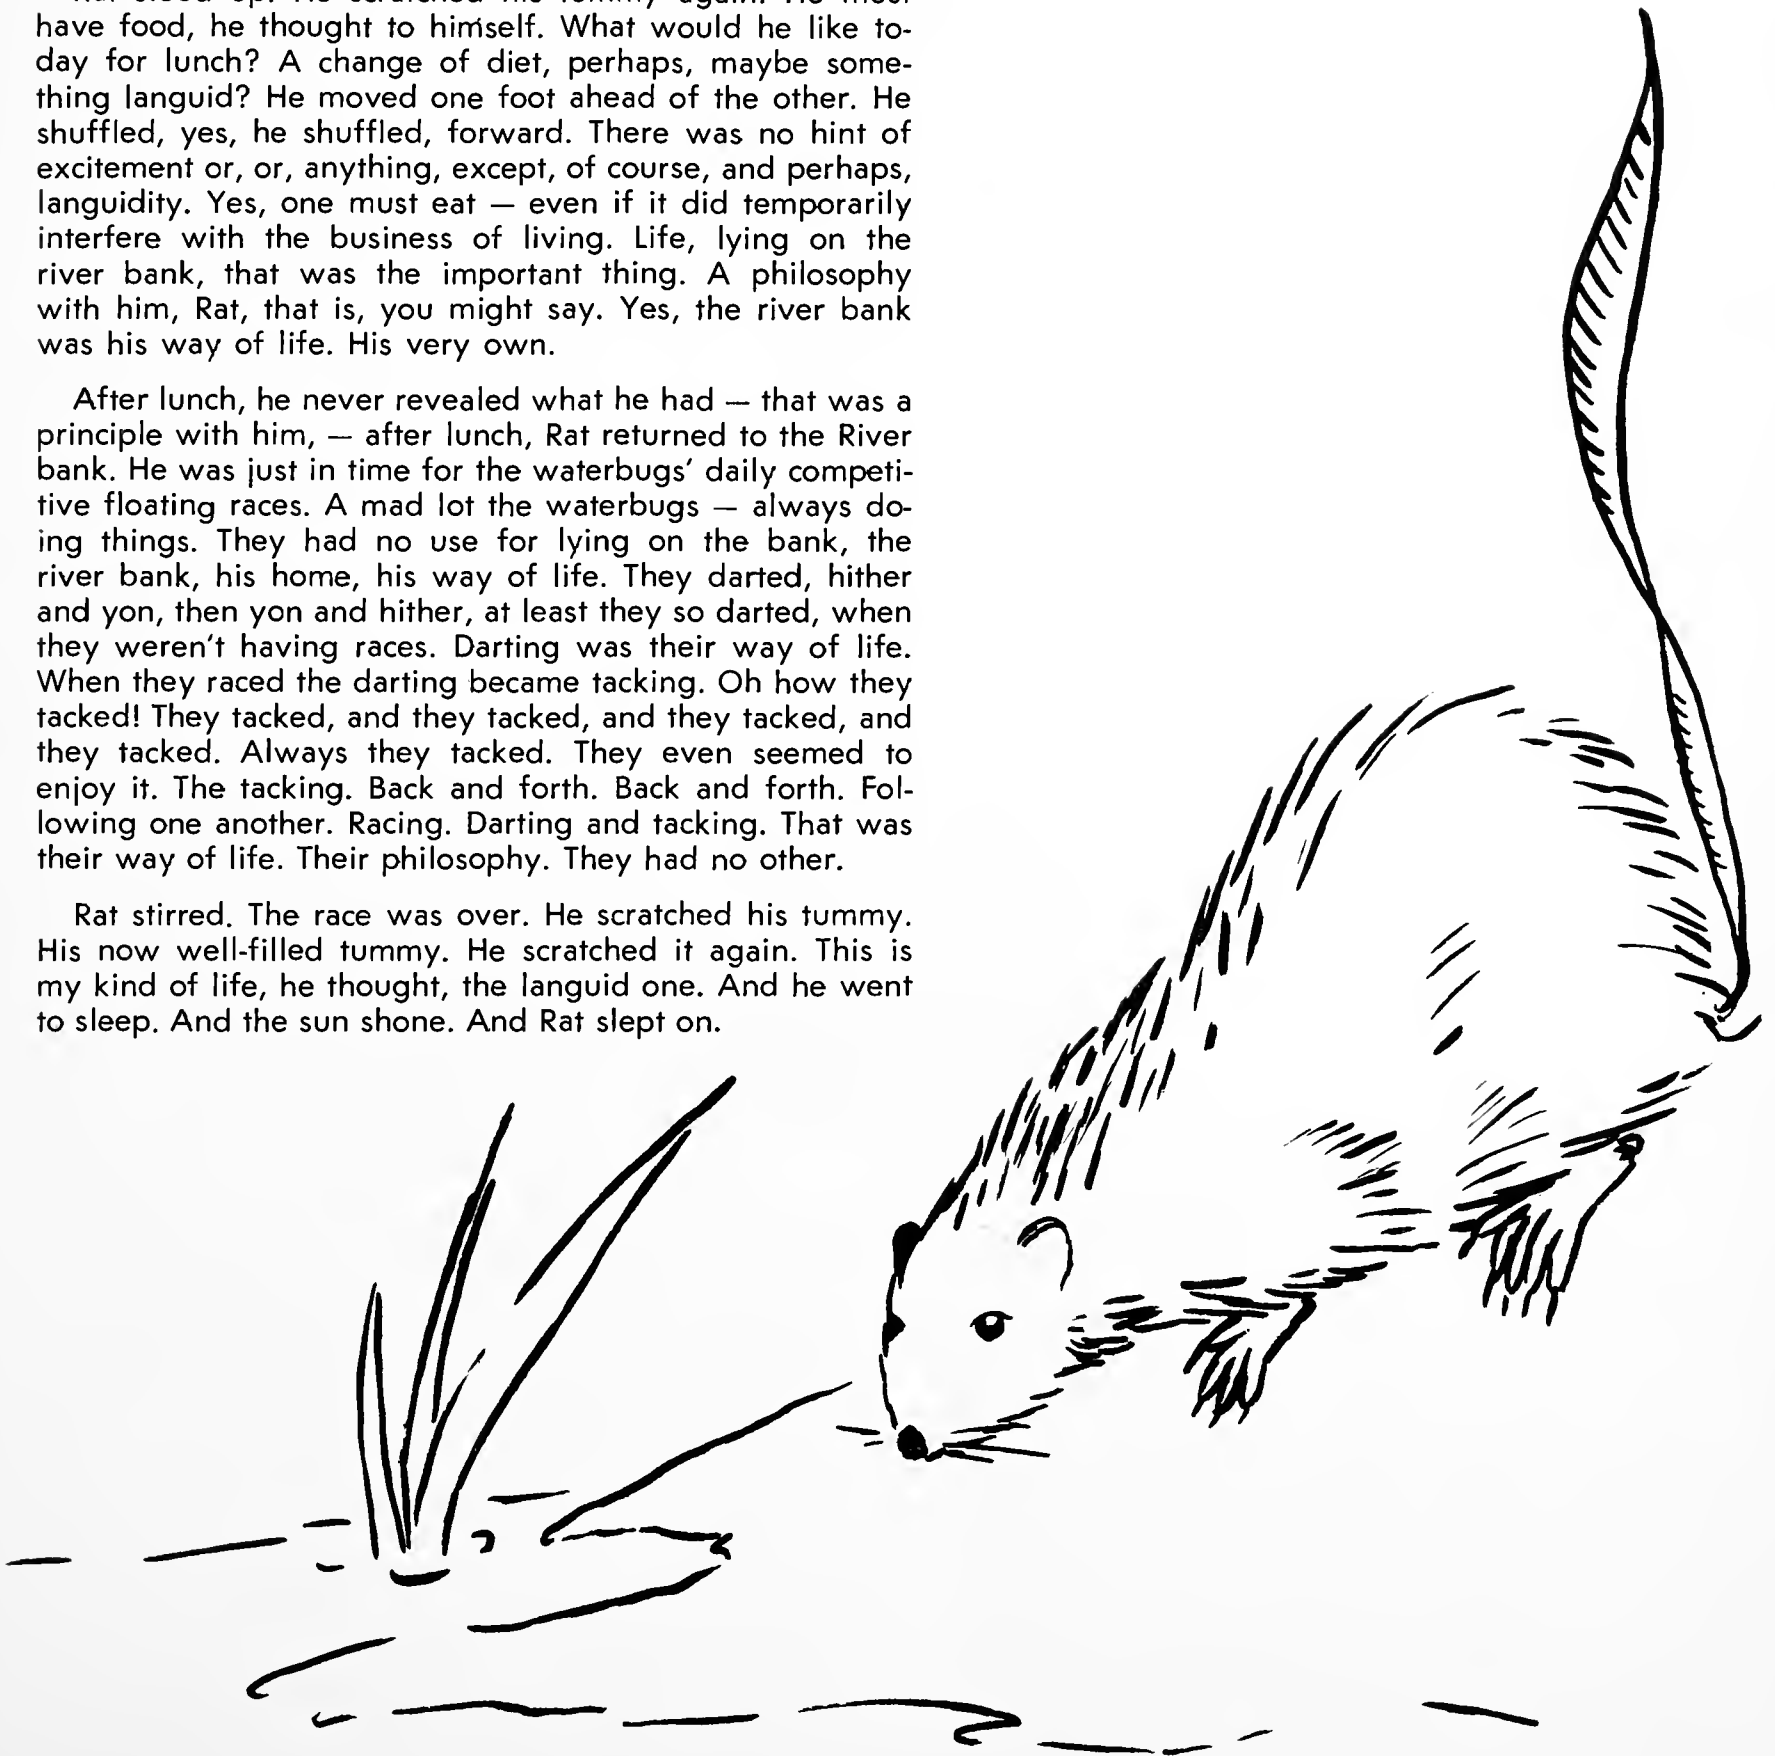 have food, he thought to himself. What would he like to-
day for lunch? A change of diet, perhaps, maybe some-
thing languid? He moved one foot ahead of the other. He
shuffled, yes, he shuffled, forward. There was no hint of
excitement or, or, anything, except, of course, and perhaps,
languidity. Yes, one must eat — even if it did temporarily
interfere with the business of living. Life, lying on the
river bank, that was the important thing. A philosophy
with him, Rat, that is, you might say. Yes, the river bank
was his way of life. His very own.
After lunch, he never revealed what he had — that was a
principle with him, — after lunch, Rat returned to the River
bank. He was just in time for the waterbugs' daily competi-
tive floating races. A mad lot the waterbugs — always do-
ing things. They had no use for lying on the bank, the
river bank, his home, his way of life. They darted, hither
and yon, then yon and hither, at least they so darted, when
they weren't having races. Darting was their way of life.
When they raced the darting became tacking. Oh how they
tacked! They tacked, and they tacked, and they tacked, and
they tacked. Always they tacked. They even seemed to
enjoy it. The tacking. Back and forth. Back and forth. Fol-
lowing one another. Racing. Darting and tacking. That was
their way of life. Their philosophy. They had no other.
Rat stirred. The race was over. He scratched his tummy.
His now well-filled tummy. He scratched it again. This is
my kind of life, he thought, the languid one. And he went
to sleep. And the sun shone. And Rat slept on.